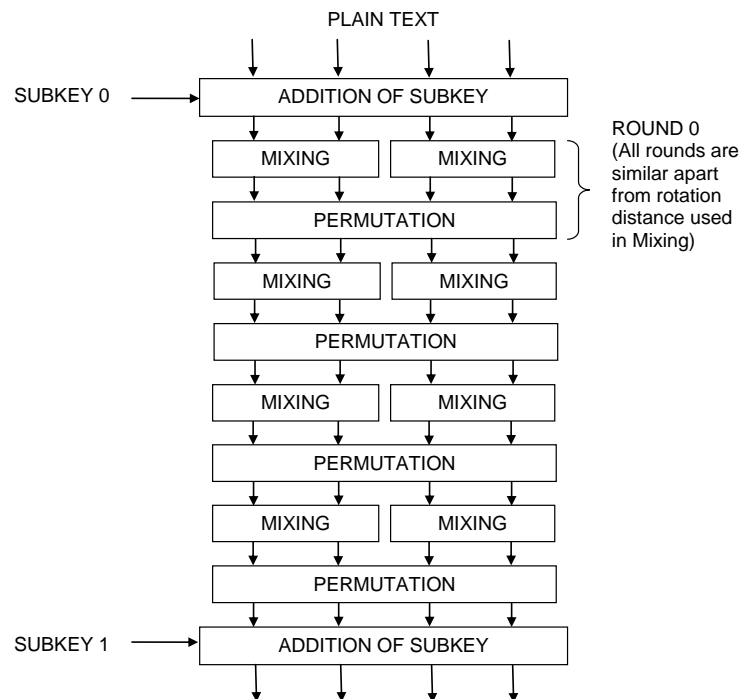 PLAIN TEXT
SUBKEY 0
ADDITION OF SUBKEY
ROUND 0
(All rounds are
similar apart
from rotation
distance used
in Mixing)
MIXING
MIXING
PERMUTATION
MIXING
MIXING
PERMUTATION
MIXING
MIXING
PERMUTATION
MIXING
MIXING
PERMUTATION
SUBKEY 1
ADDITION OF SUBKEY